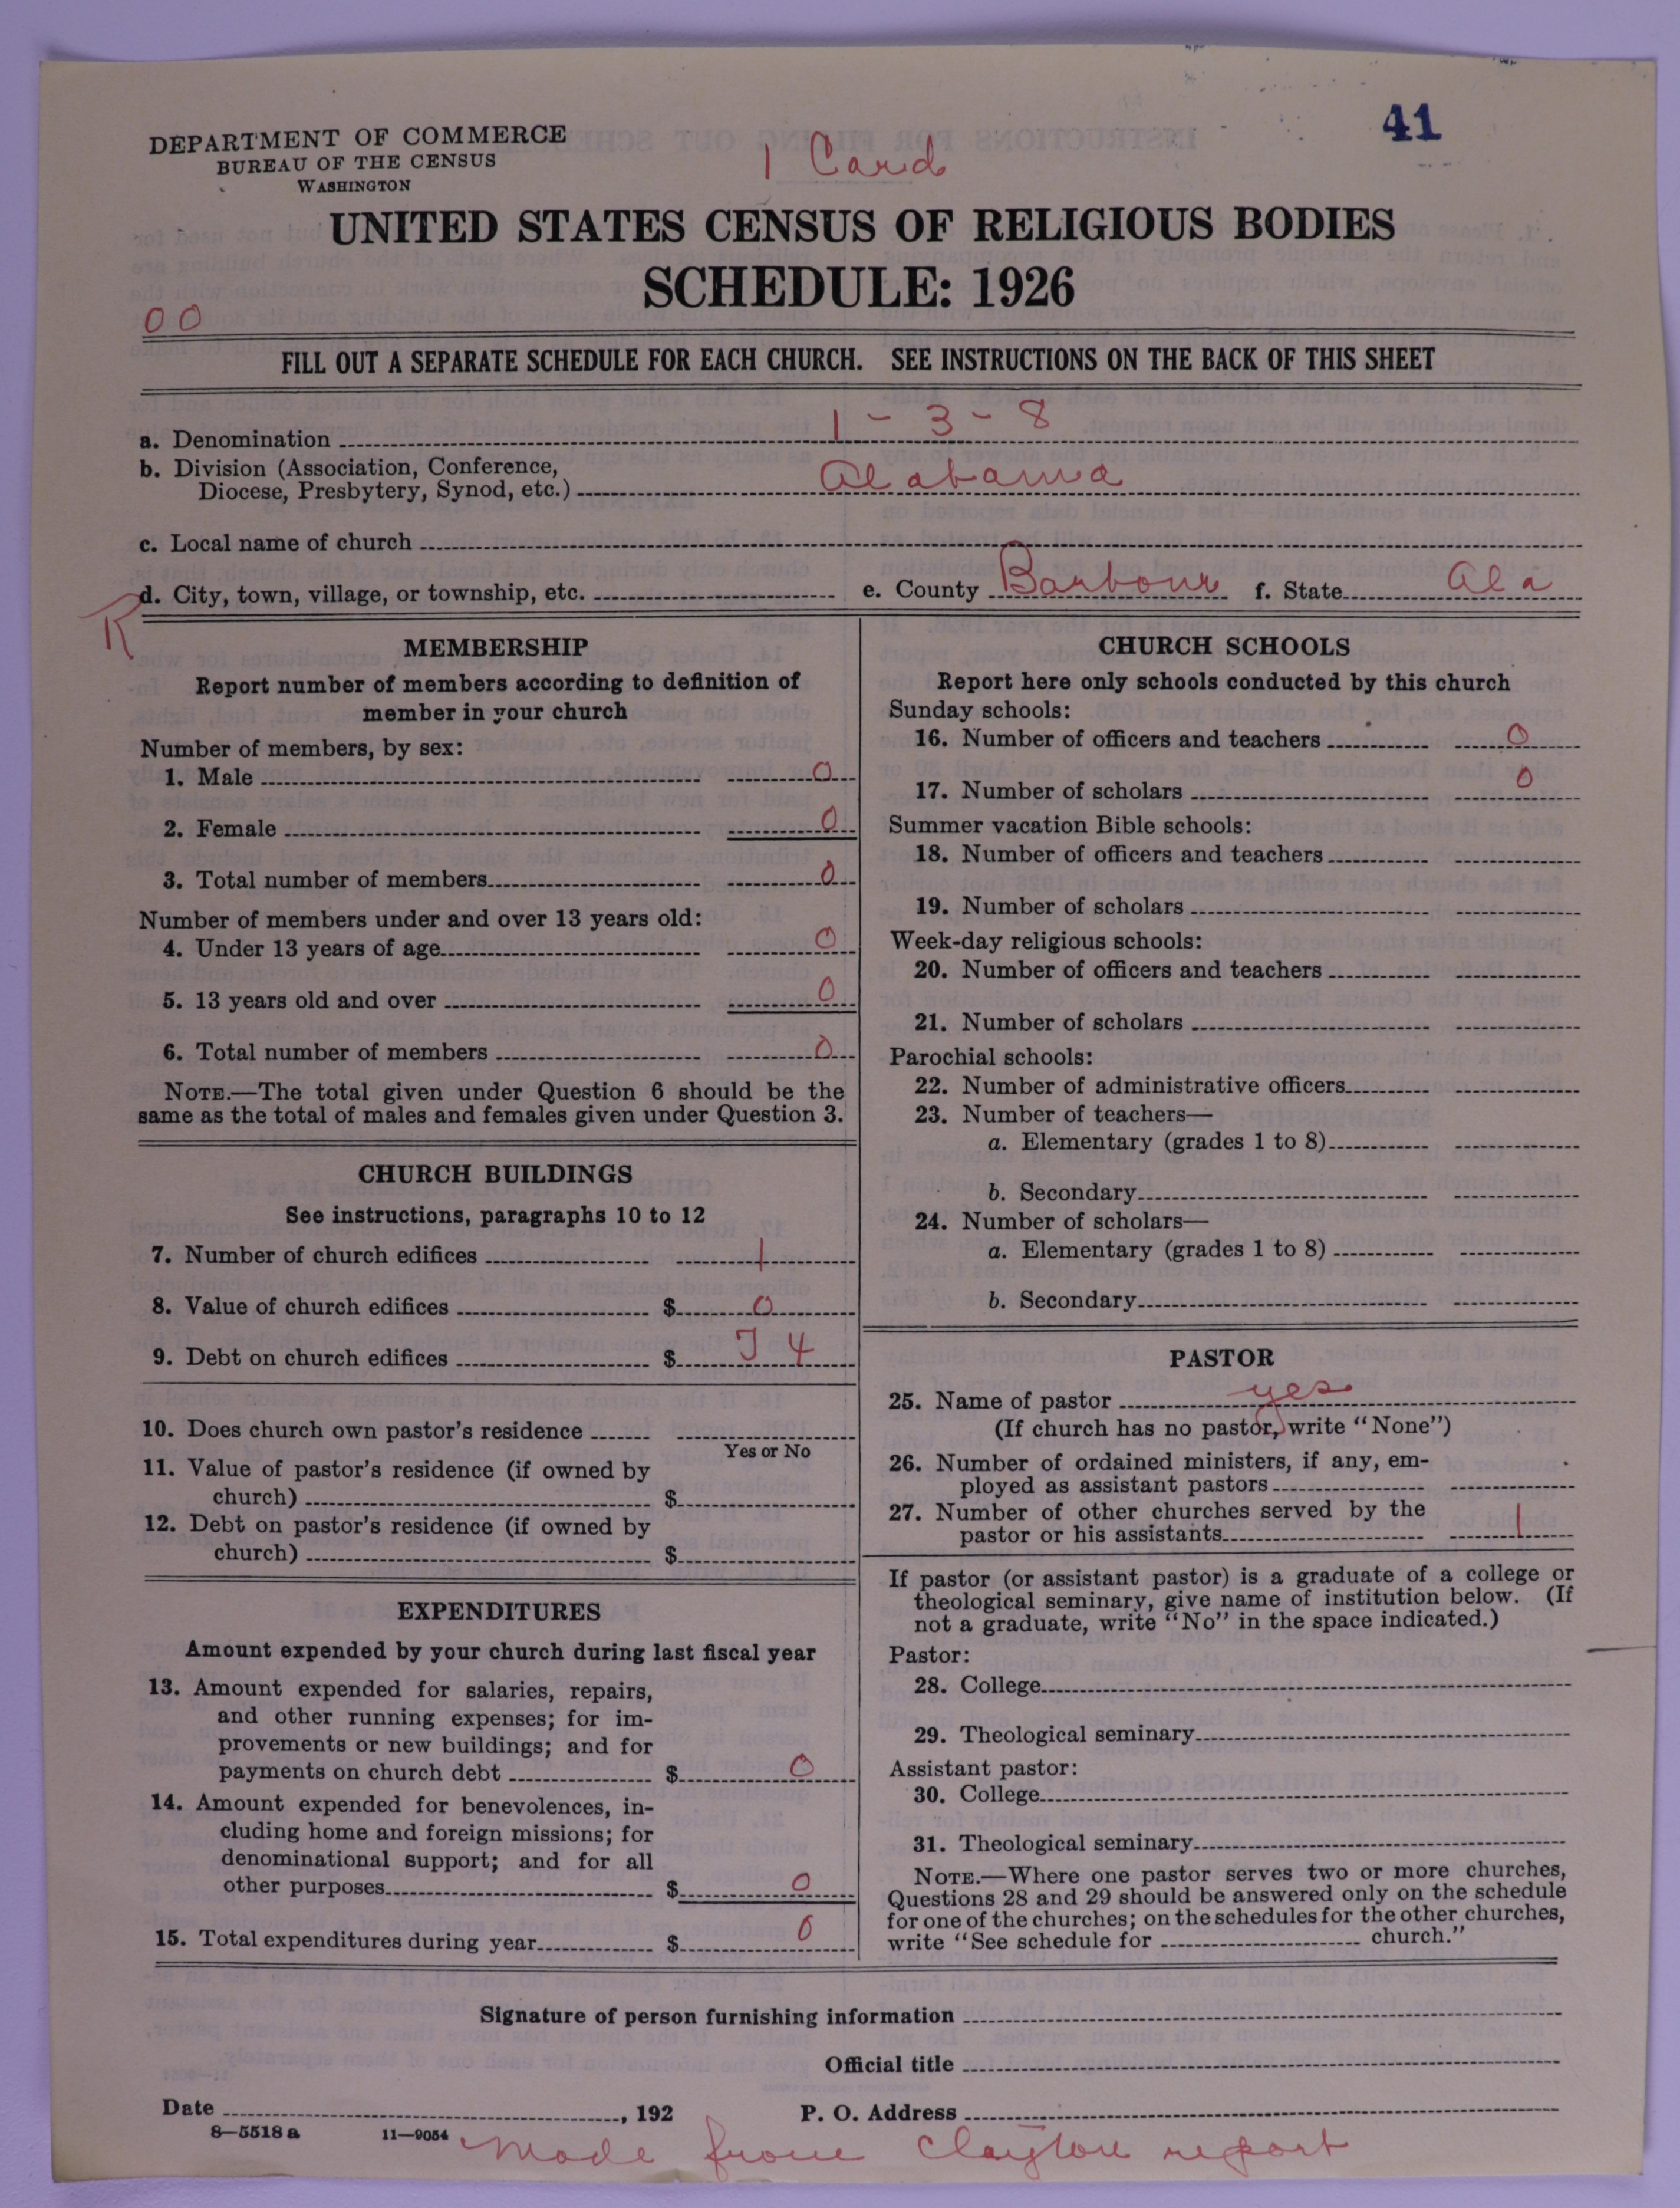 41
DEPARTMENT OF COMMERCE
BUREAU OF THE CENSUS
WASHINGTON
1 Card
UNITED STATES CENSUS OF RELIGIOUS BODIES
SCHEDULE: 1926
00
FILL OUT A SEPARATE SCHEDULE FOR EACH CHURCH. SEE INSTRUCTIONS ON THE BACK OF THIS SHEET
a. Denomination 1 - 3 - 8
b. Division (Association, Conference,
Diocese, Presbytery, Synod, etc.) Alabama
c. Local name of church
d. City, town, village, or township, etc. e. County Barbour f. State Ala
R
MEMBERSHIP
Report number of members according to definition of
member in your church
Number of members, by sex:
1. Male 0
2. Female 0
3. Total number of members 0
Number of members under and over 13 years old:
4. Under 13 years of age 0
5. 13 years old and over 0
6. Total number of members 0
NOTE.—The total given under Question 6 should be the
same as the total of males and females given under Question 3.
CHURCH BUILDINGS
See instructions, paragraphs 10 to 12
7. Number of church edifices 1
8. Value of church edifices $ 0
9. Debt on church edifices $ J 4
10. Does church own pastor's residence
Yes or No
11. Value of pastor's residence (if owned by
church) $
12. Debt on pastor's residence (if owned by
church) $
EXPENDITURES
Amount expended by your church during last fiscal year
13. Amount expended for salaries, repairs,
and other running expenses; for im-
provements or new buildings; and for
payments on church debt $ 0
14. Amount expended for benevolences, in-
cluding home and foreign missions; for
denominational support; and for all
other purposes $ 0
15. Total expenditures during year $ 0
CHURCH SCHOOLS
Report here only schools conducted by this church
Sunday schools:
16. Number of officers and teachers 0
17. Number of scholars 0
Summer vacation Bible schools:
18. Number of officers and teachers
19. Number of scholars
Week-day religious schools:
20. Number of officers and teachers
21. Number of scholars
Parochial schools:
22. Number of administrative officers
23. Number of teachers—
a. Elementary (grades 1 to 8)
b. Secondary
24. Number of scholars—
a. Elementary (grades 1 to 8)
b. Secondary
PASTOR
25. Name of pastor yes
(If church has no pastor, write "None")
26. Number of ordained ministers, if any, em-
ployed as assistant pastors
27. Number of other churches served by the
pastor or his assistants 1
If pastor (or assistant pastor) is a graduate of a college or
theological seminary, give name of institution below. (If
not a graduate, write "No" in the space indicated.)
Pastor:
28. College
29. Theological seminary
Assistant pastor:
30. College
31. Theological seminary
NOTE.—Where one pastor serves two or more churches,
Questions 28 and 29 should be answered only on the schedule
for one of the churches; on the schedules for the other churches,
write "See schedule for church."
Signature of person furnishing information
Official title
Date , 192 P. O. Address
8—5518 a 11—9054
Made from Clayton report